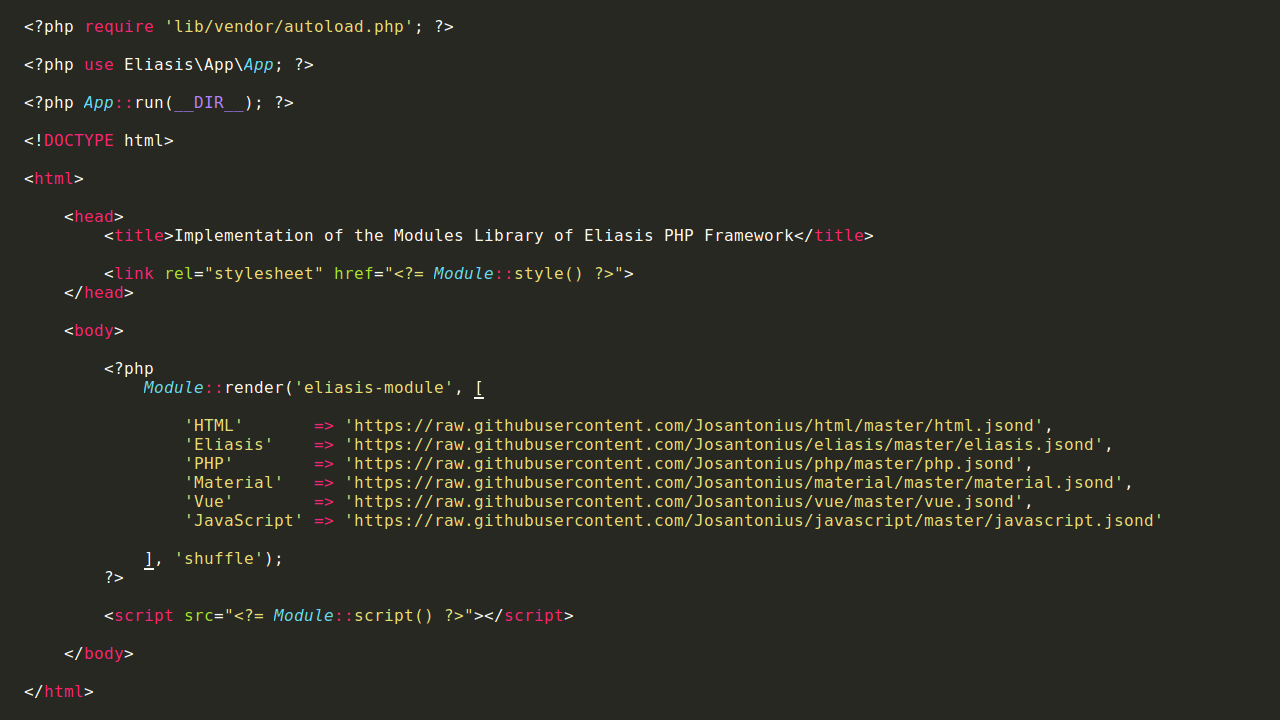 <?php require 'lib/vendor/autoload.php'; ?>
<?php use Eliasis\App\App; ?>
<?php App::run(__DIR__); ?>
<!DOCTYPE html>
<html>
<head>
<title>Implementation of the Modules Library of Eliasis PHP Framework</title>
<link rel="stylesheet" href="<?= Module::style() ?>">
</head>
<body>
<?php
Module::render('eliasis-module', [
'HTML'       => 'https://raw.githubusercontent.com/Josantonius/html/master/html.jsond',
'Eliasis'    => 'https://raw.githubusercontent.com/Josantonius/eliasis/master/eliasis.jsond',
'PHP'        => 'https://raw.githubusercontent.com/Josantonius/php/master/php.jsond',
'Material'   => 'https://raw.githubusercontent.com/Josantonius/material/master/material.jsond',
'Vue'        => 'https://raw.githubusercontent.com/Josantonius/vue/master/vue.jsond',
'JavaScript' => 'https://raw.githubusercontent.com/Josantonius/javascript/master/javascript.jsond'
], 'shuffle');
?>
<script src="<?= Module::script() ?>"></script>
</body>
</html>